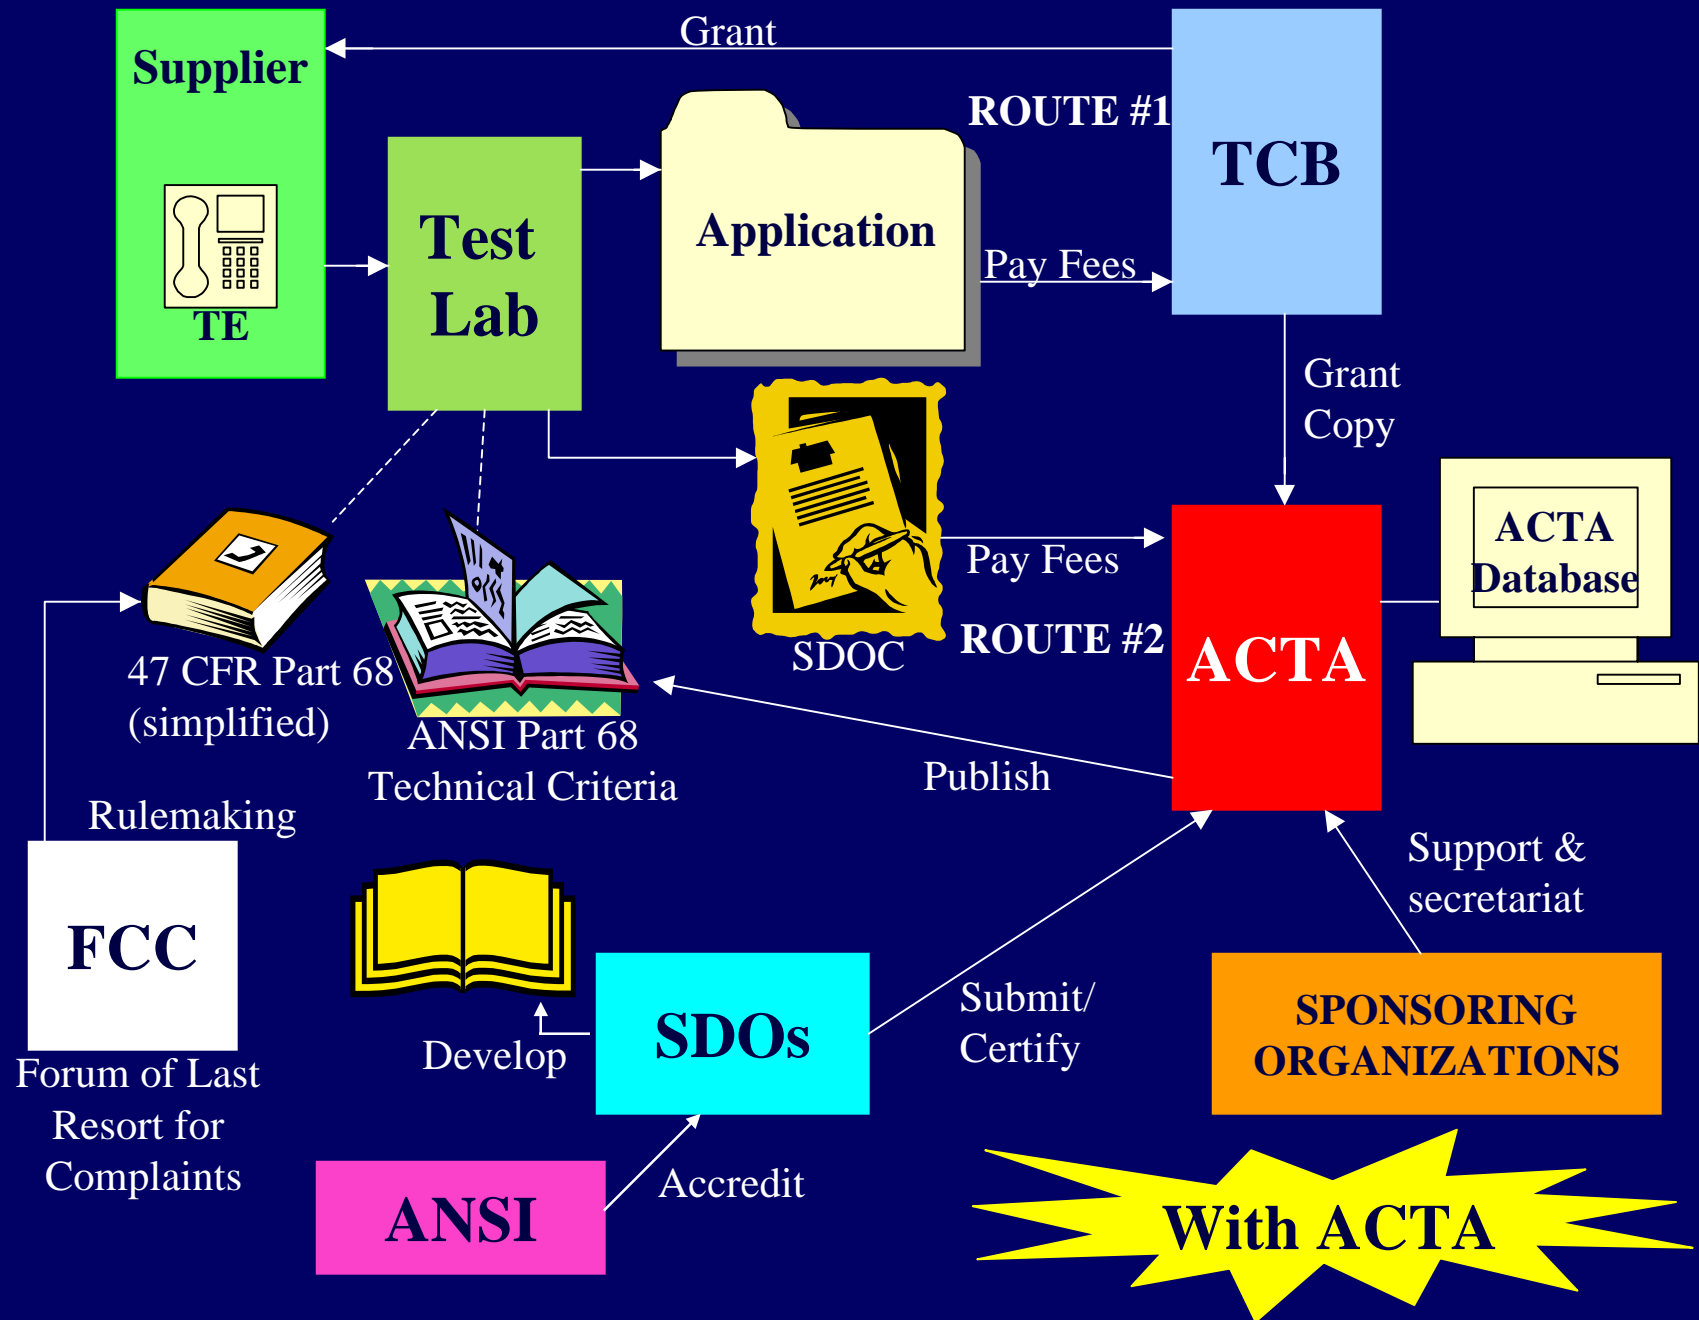 Grant
Supplier
TE
Test
Lab
Application
ROUTE #1
TCB
Pay Fees
Grant
Copy
ACTA
Database
Pay Fees
SDOC
ROUTE #2
ACTA
47 CFR Part 68
(simplified)
ANSI Part 68
Technical Criteria
Publish
Rulemaking
FCC
Forum of Last
Resort for
Complaints
Develop
SDOs
Submit/
Certify
Support &
secretariat
SPONSORING
ORGANIZATIONS
ANSI
Accredit
With ACTA